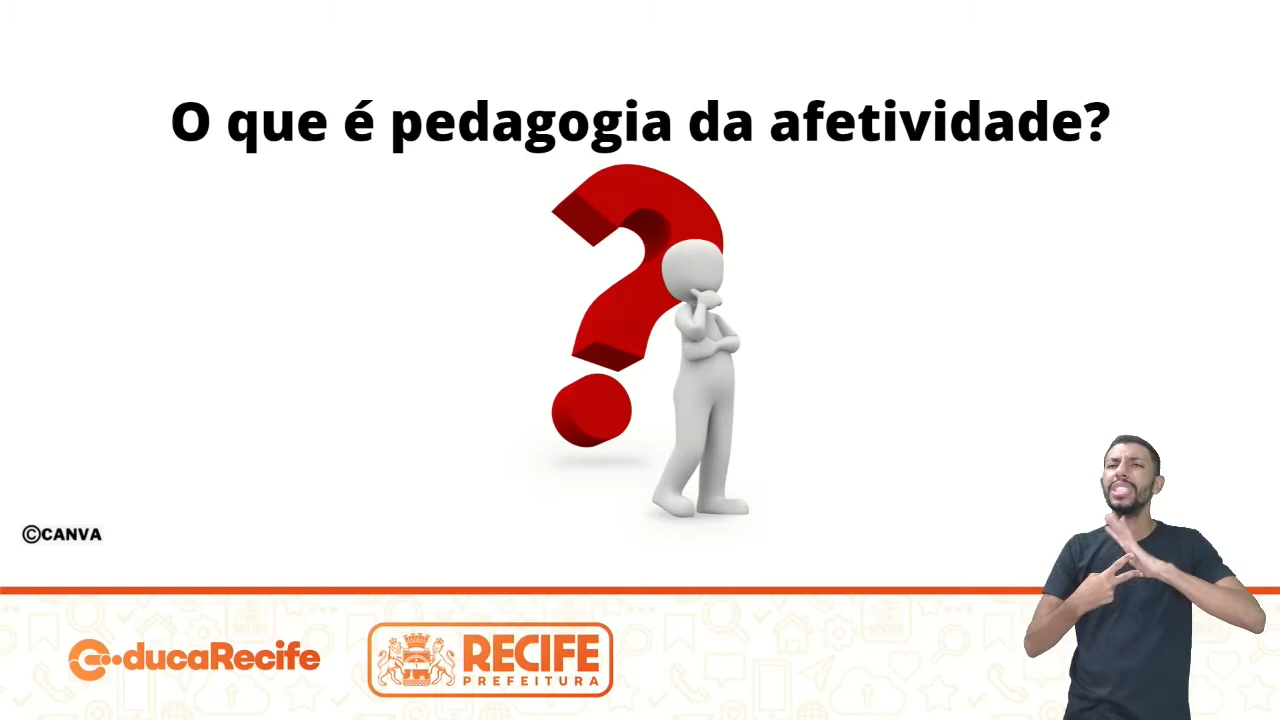 O que é pedagogia da afetividade?
©CANVA
EducaRecife
RECIFE
PREFEITURA